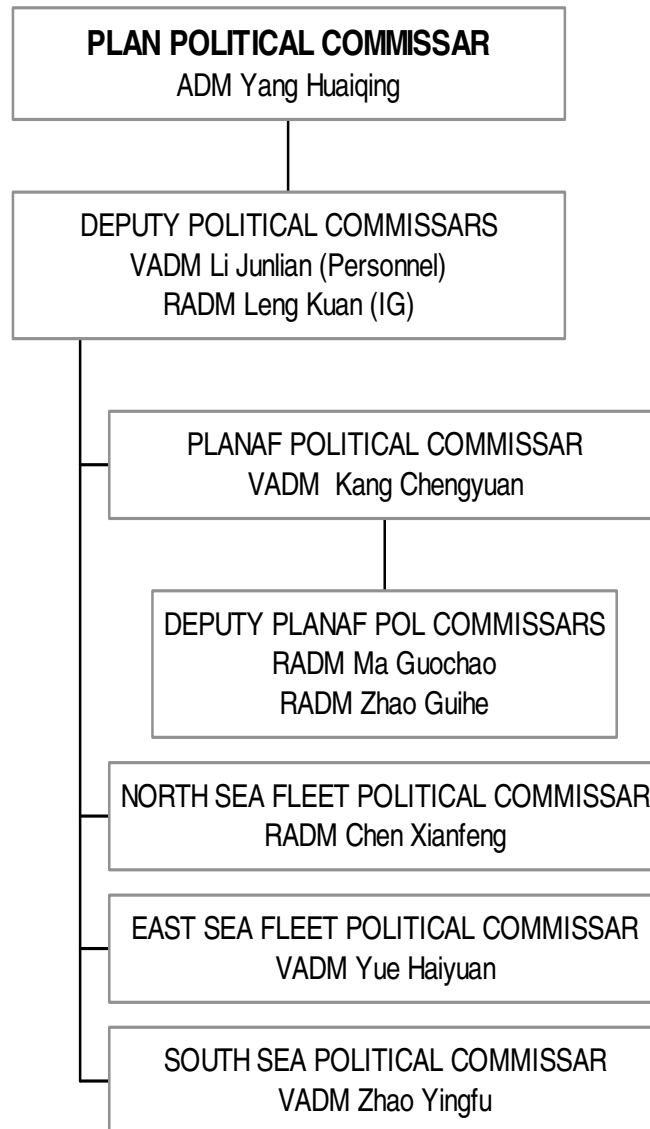 PLAN POLITICAL COMMISSAR
ADM Yang Huaiqing
DEPUTY POLITICAL COMMISSARS
VADM Li Junlian (Personnel)
RADM Leng Kuan (IG)
PLANAF POLITICAL COMMISSAR
VADM Kang Chengyuan
DEPUTY PLANAF POL COMMISSARS
RADM Ma Guochao
RADM Zhao Guihe
NORTH SEA FLEET POLITICAL COMMISSAR
RADM Chen Xianfeng
EAST SEA FLEET POLITICAL COMMISSAR
VADM Yue Haiyuan
SOUTH SEA POLITICAL COMMISSAR
VADM Zhao Yingfu